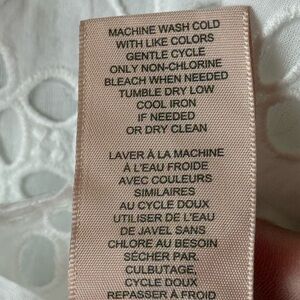 MACHINE WASH COLD
WITH LIKE COLORS
GENTLE CYCLE
ONLY NON-CHLORINE
BLEACH WHEN NEEDED
TUMBLE DRY LOW
COOL IRON
IF NEEDED
OR DRY CLEAN
LAVER À LA MACHINE
À L'EAU FROIDE
AVEC COULEURS
SIMILAIRES
AU CYCLE DOUX
UTILISER DE L'EAU
DE JAVEL SANS
CHLORE AU BESOIN
SÉCHER PAR.
CULBUTAGE,
CYCLE DOUX
REPASSER À FROID